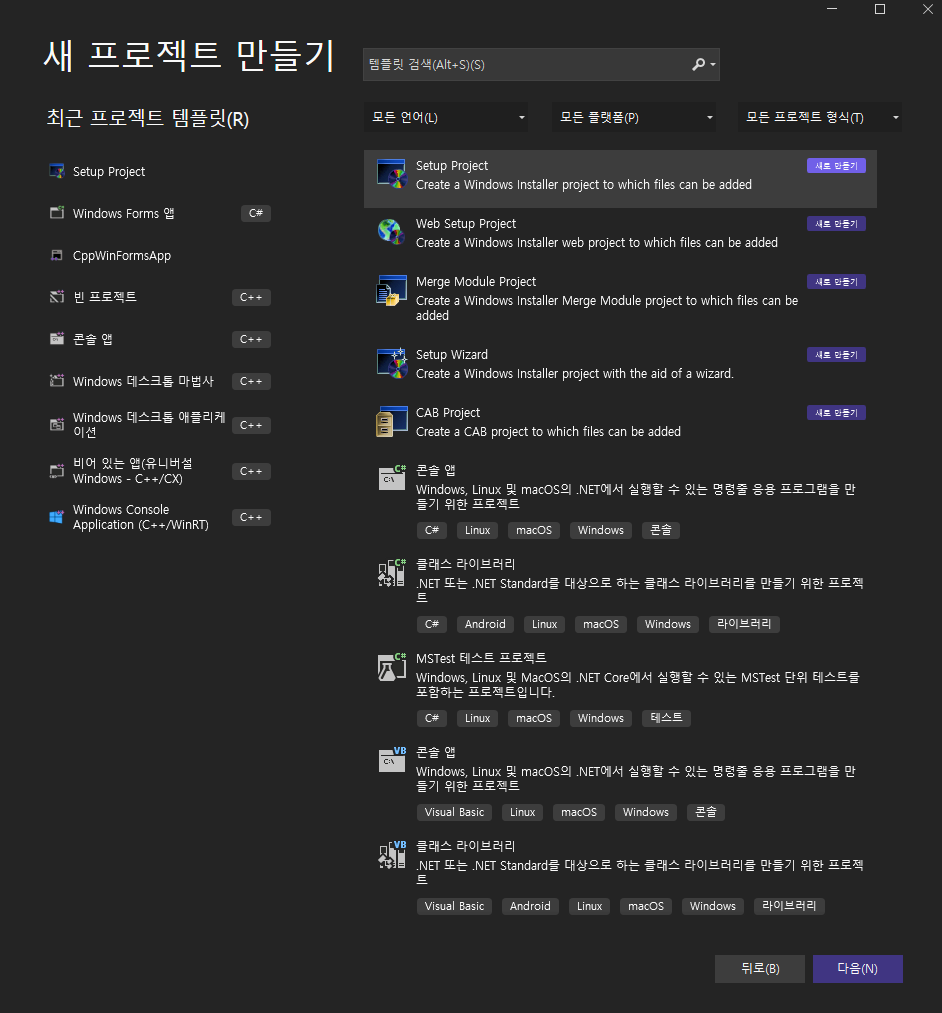 새 프로젝트 만들기
템플릿 검색(Alt+S)(S)
최근 프로젝트 템플릿(R)
모든 언어(L)
모든 플랫폼(P)
모든 프로젝트 형식(T)
Setup Project
Windows Forms 앱
C#
CppWinFormsApp
빈 프로젝트
C++
콘솔 앱
C++
Windows 데스크톱 마법사
C++
Windows 데스크톱 애플리케
이션
C++
비어 있는 앱(유니버설
Windows - C++/CX)
C++
Windows Console
Application (C++/WinRT)
C++
Setup Project
새로 만들기
Create a Windows Installer project to which files can be added
Web Setup Project
새로 만들기
Create a Windows Installer web project to which files can be added
Merge Module Project
새로 만들기
Create a Windows Installer Merge Module project to which files can be
added
Setup Wizard
새로 만들기
Create a Windows Installer project with the aid of a wizard.
CAB Project
새로 만들기
Create a CAB project to which files can be added
C#
C:\
콘솔 앱
Windows, Linux 및 macOS의 .NET에서 실행할 수 있는 명령줄 응용 프로그램을 만
들기 위한 프로젝트
C# Linux macOS Windows 콘솔
C#
클래스 라이브러리
.NET 또는 .NET Standard를 대상으로 하는 클래스 라이브러리를 만들기 위한 프로젝
트
C# Android Linux macOS Windows 라이브러리
C#
MSTest 테스트 프로젝트
Windows, Linux 및 MacOS의 .NET Core에서 실행할 수 있는 MSTest 단위 테스트를
포함하는 프로젝트입니다.
C# Linux macOS Windows 테스트
VB
C:\
콘솔 앱
Windows, Linux 및 macOS의 .NET에서 실행할 수 있는 명령줄 응용 프로그램을 만
들기 위한 프로젝트
Visual Basic Linux macOS Windows 콘솔
VB
클래스 라이브러리
.NET 또는 .NET Standard를 대상으로 하는 클래스 라이브러리를 만들기 위한 프로젝
트
Visual Basic Android Linux macOS Windows 라이브러리
뒤로(B)
다음(N)